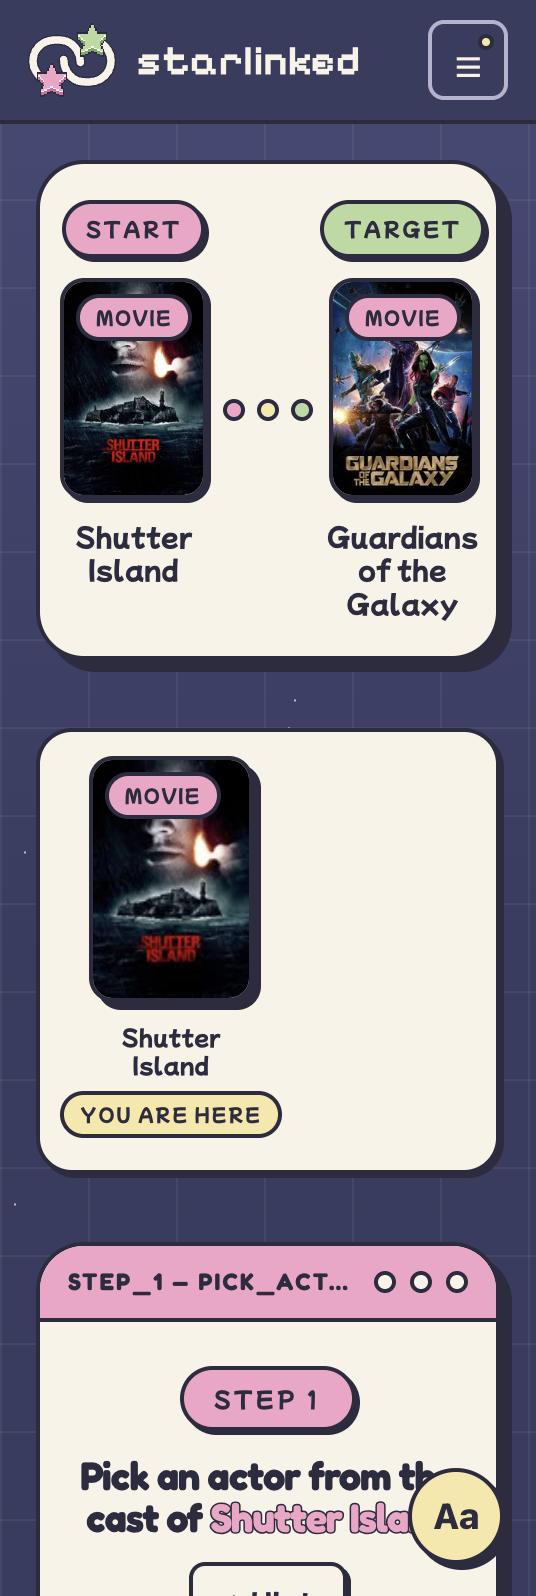 starlinked
START
TARGET
MOVIE
MOVIE
SHUTTER
ISLAND
GUARDIANS
OF THE
GALAXY
Shutter
Island
Guardians
of the
Galaxy
MOVIE
SHUTTER
ISLAND
Shutter
Island
YOU ARE HERE
STEP_1 — PICK_ACT...
STEP 1
Pick an actor from th
cast of Shutter Isla
Aa